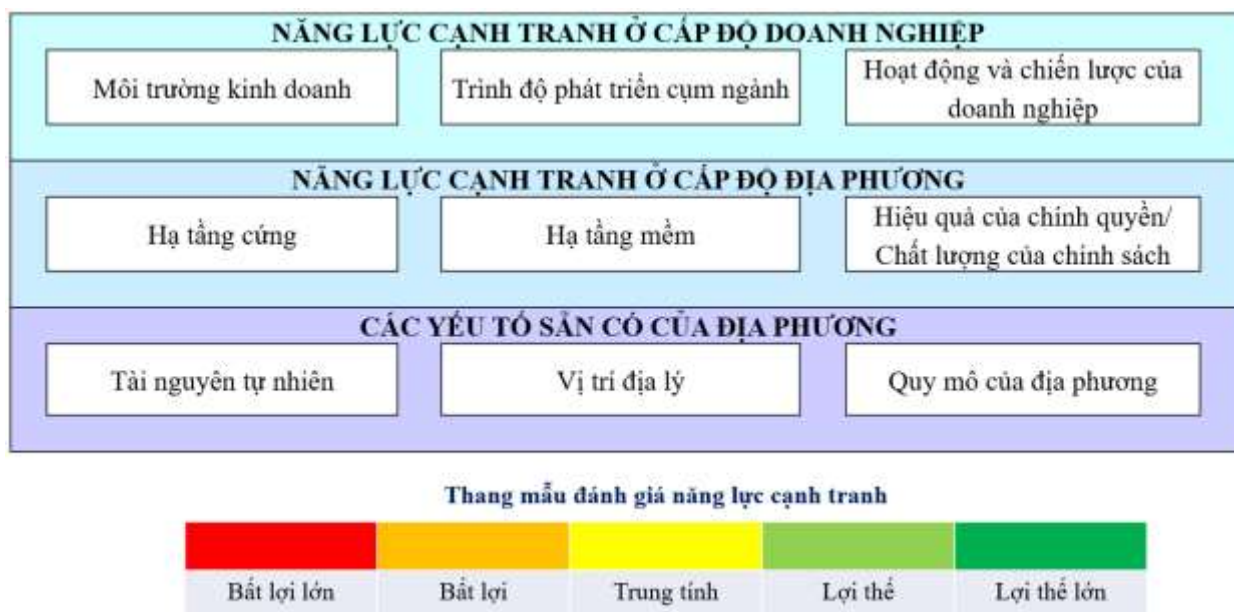 NĂNG LỰC CẠNH TRANH Ở CẤP ĐỘ DOANH NGHIỆP
Môi trường kinh doanh
Trình độ phát triển cụm ngành
Hoạt động và chiến lược của
doanh nghiệp
NĂNG LỰC CẠNH TRANH Ở CẤP ĐỘ ĐỊA PHƯƠNG
Hạ tầng cứng
Hạ tầng mềm
Hiệu quả của chính quyền/
Chất lượng của chính sách
CÁC YẾU TỐ SẴN CÓ CỦA ĐỊA PHƯƠNG
Tài nguyên tự nhiên
Vị trí địa lý
Quy mô của địa phương
Thang mẫu đánh giá năng lực cạnh tranh
Bất lợi lớn
Bất lợi
Trung tính
Lợi thế
Lợi thế lớn